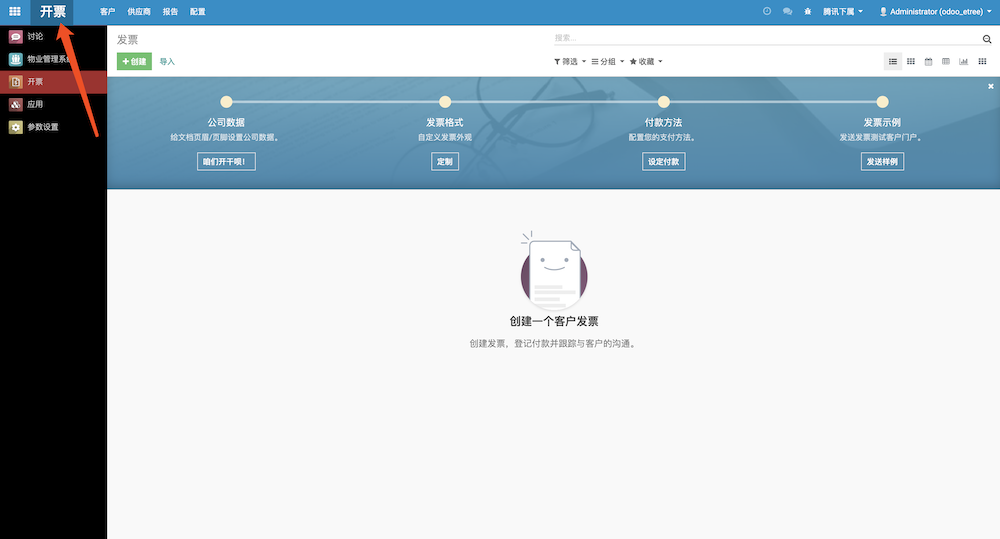 开票 客户 供应商 报告 配置 腾讯下属 Administrator (odoo_etree)
讨论
物业管理系统
开票
应用
参数设置
发票
搜索...
创建 导入 筛选 分组 收藏
公司数据 发票格式 付款方法 发票示例
给文档页眉/页脚设置公司数据。 自定义发票外观 配置您的支付方法。 发送发票测试客户门户。
咱们开干呗！ 定制 设定付款 发送样例
创建一个客户发票
创建发票，登记付款并跟踪与客户的沟通。